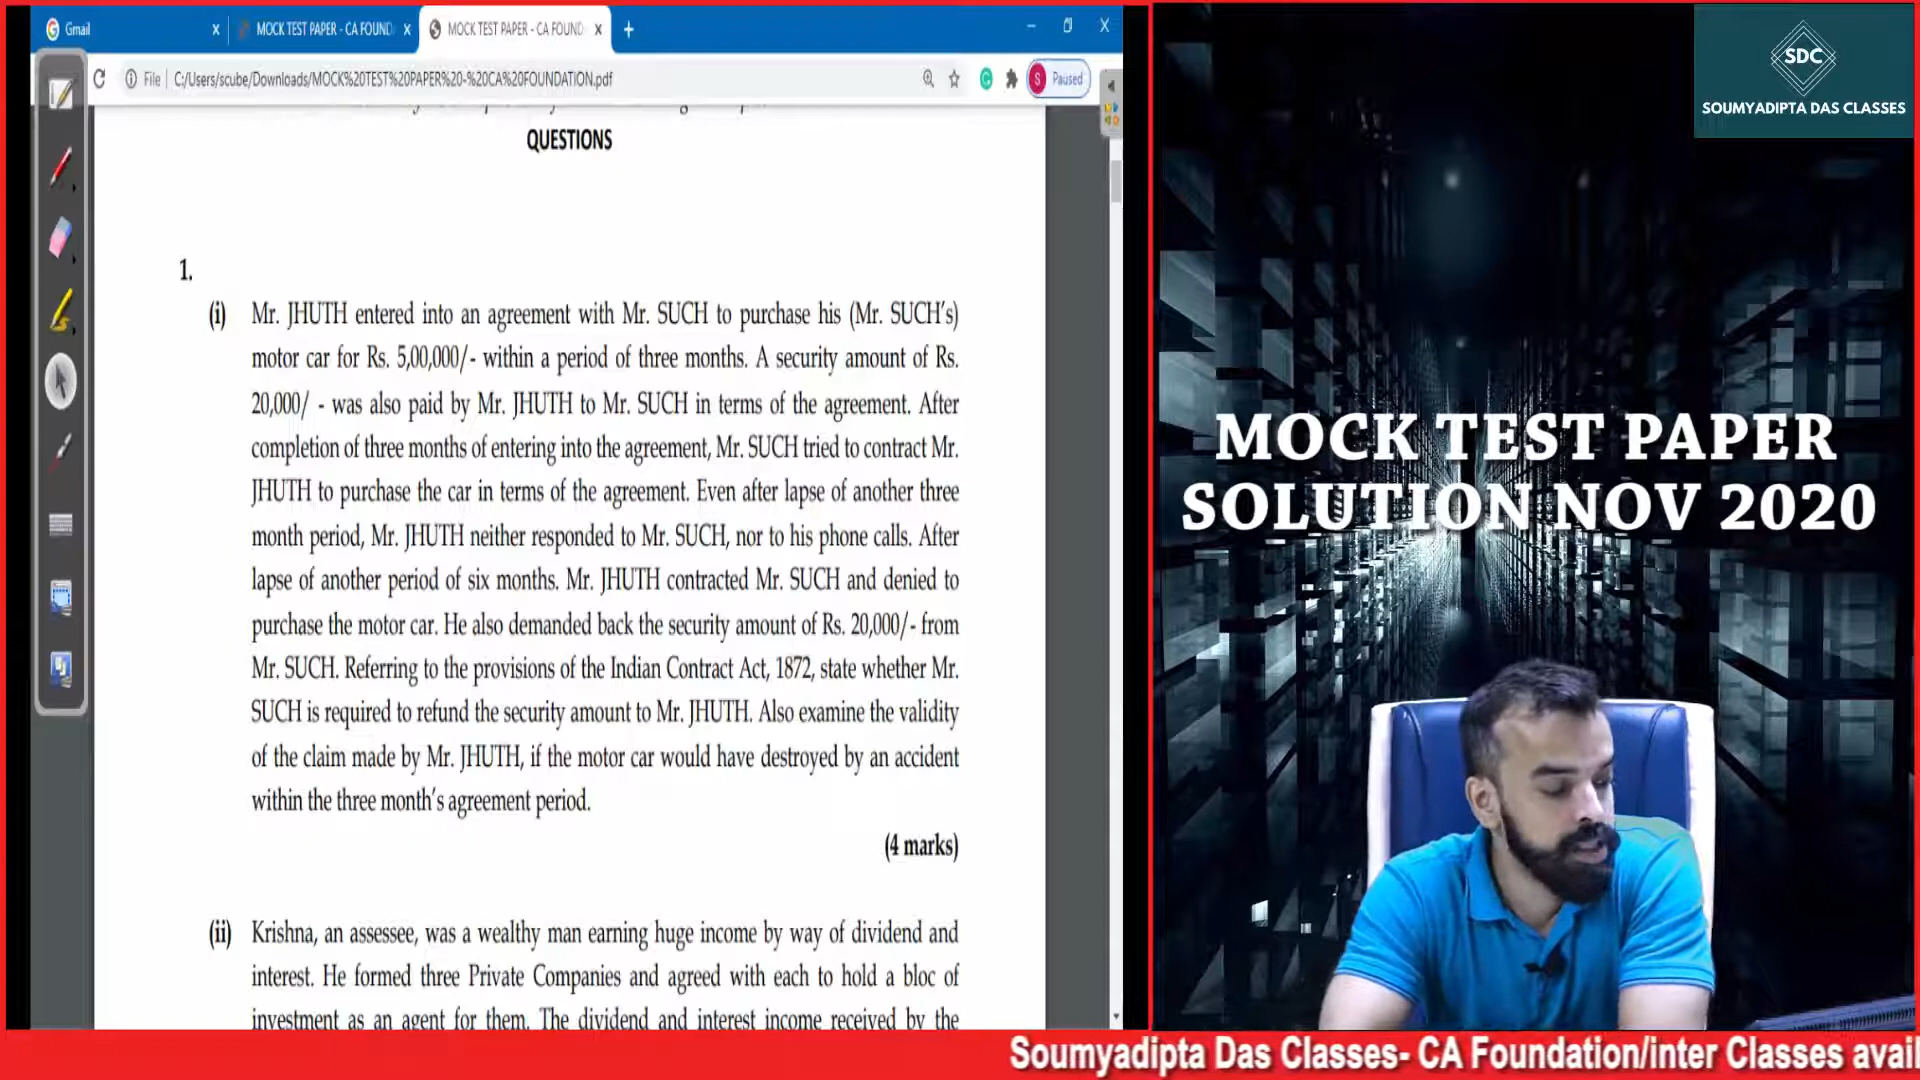 Gmail
MOCK TEST PAPER - CA FOUND
MOCK TEST PAPER - CA FOUND
File
C:/Users/scube/Downloads/MOCK%20TEST%20PAPER%20-%20CA%20FOUNDATION.pdf
S
Paused
QUESTIONS
1.
(i) Mr. JHUTH entered into an agreement with Mr. SUCH to purchase his (Mr. SUCH's)
motor car for Rs. 5,00,000/- within a period of three months. A security amount of Rs.
20,000/ - was also paid by Mr. JHUTH to Mr. SUCH in terms of the agreement. After
completion of three months of entering into the agreement, Mr. SUCH tried to contract Mr.
JHUTH to purchase the car in terms of the agreement. Even after lapse of another three
month period, Mr. JHUTH neither responded to Mr. SUCH, nor to his phone calls. After
lapse of another period of six months. Mr. JHUTH contracted Mr. SUCH and denied to
purchase the motor car. He also demanded back the security amount of Rs. 20,000/- from
Mr. SUCH. Referring to the provisions of the Indian Contract Act, 1872, state whether Mr.
SUCH is required to refund the security amount to Mr. JHUTH. Also examine the validity
of the claim made by Mr. JHUTH, if the motor car would have destroyed by an accident
within the three month's agreement period.
(4 marks)
(ii) Krishna, an assessee, was a wealthy man earning huge income by way of dividend and
interest. He formed three Private Companies and agreed with each to hold a bloc of
investment as an agent for them. The dividend and interest income received by the
SDC
SOUMYADIPTA DAS CLASSES
MOCK TEST PAPER
SOLUTION NOV 2020
Soumyadipta Das Classes- CA Foundation/inter Classes avail